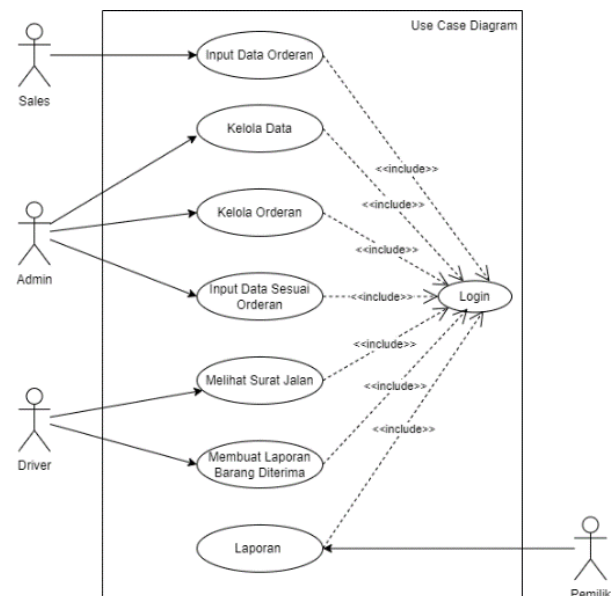 Use Case Diagram
Sales
Input Data Orderan
<<include>>
Kelola Data
<<include>>
Admin
Kelola Orderan
<<include>>
Input Data Sesuai
Orderan
<<include>>
Login
Driver
Melihat Surat Jalan
<<include>>
Membuat Laporan
Barang Diterima
<<include>>
Laporan
<<include>>
Pemilik